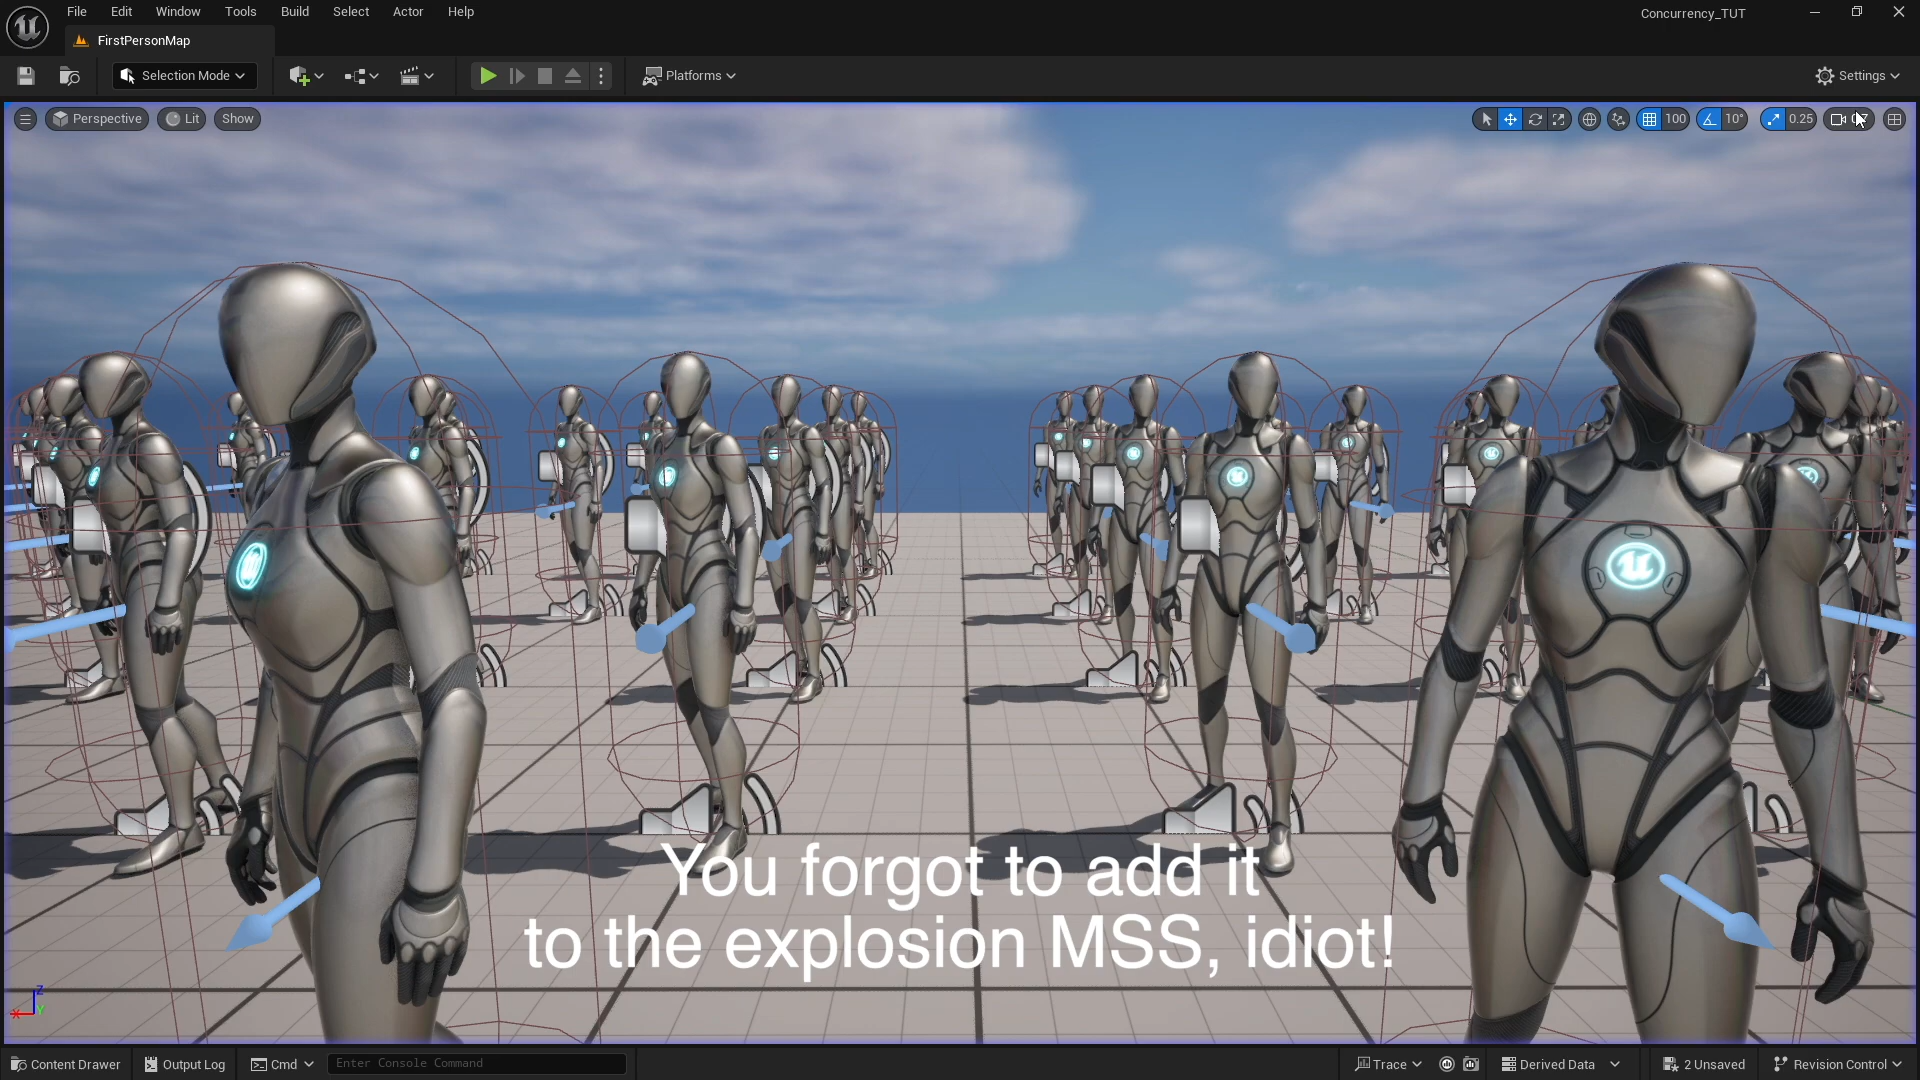 File Edit Window Tools Build Select Actor Help
Concurrency_TUT
FirstPersonMap
Selection Mode
Platforms
Settings
Perspective Lit Show
100 10° 0.25
You forgot to add it
to the explosion MSS, idiot!
Z
X Y
Content Drawer Output Log Cmd Enter Console Command
Trace Derived Data 2 Unsaved Revision Control